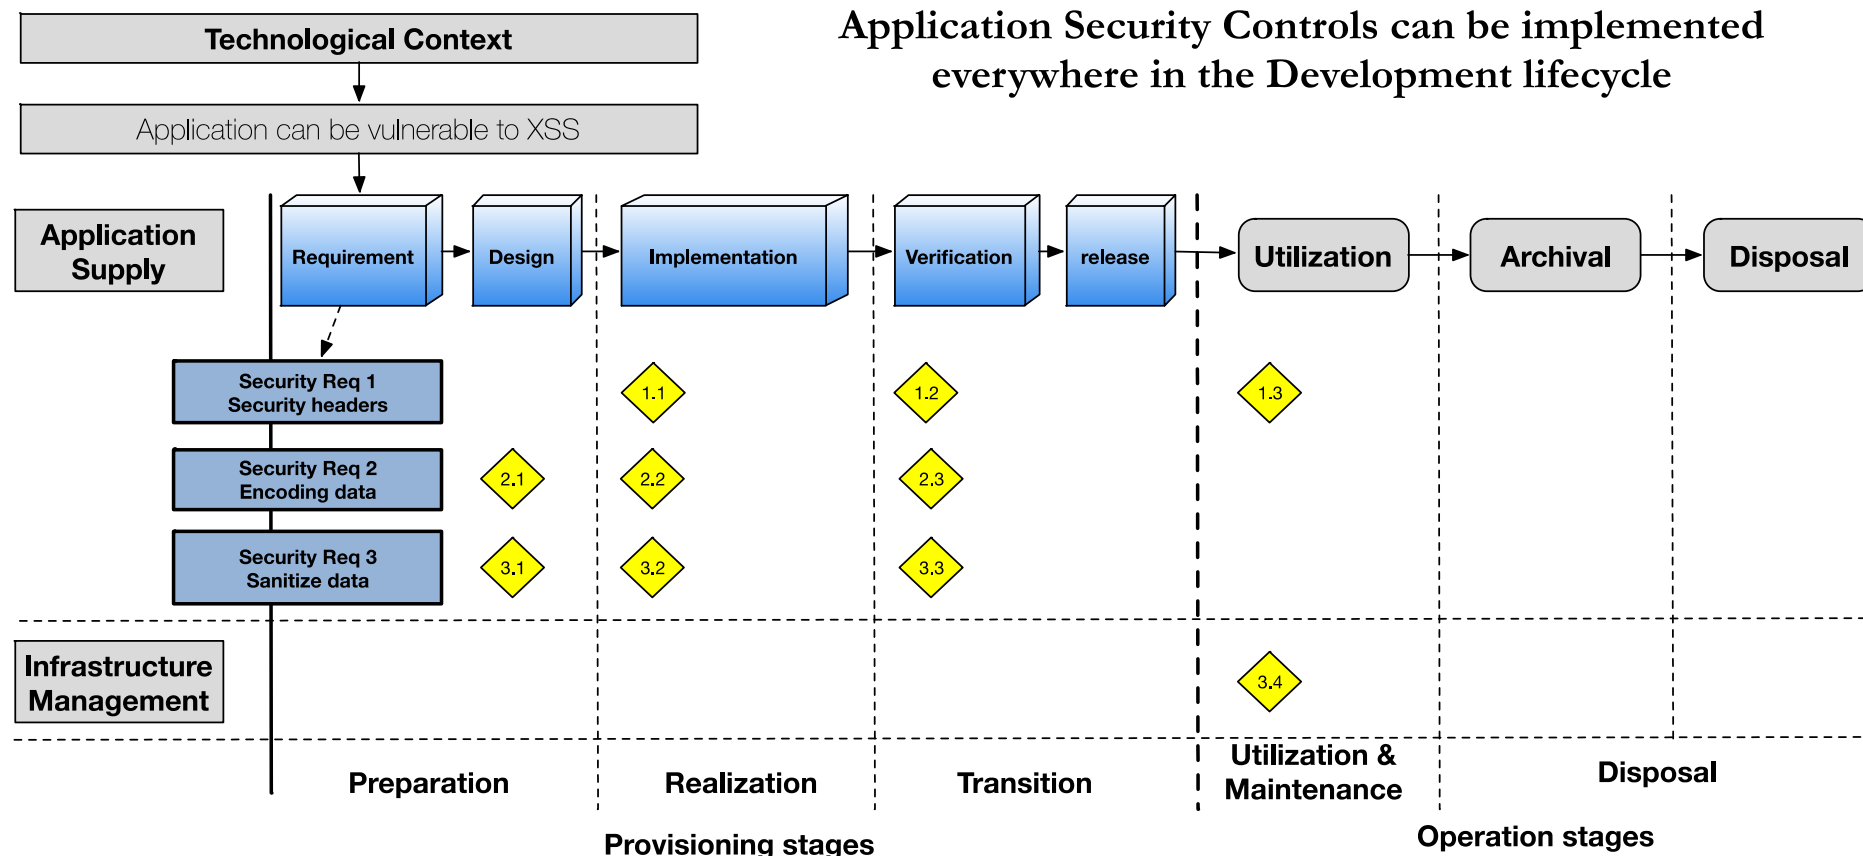 Application Security Controls can be implemented
everywhere in the Development lifecycle
Technological Context
Application can be vulnerable to XSS
Application
Supply
Requirement
Design
Implementation
Verification
release
Utilization
Archival
Disposal
Security Req 1
Security headers
1.1
1.2
1.3
Security Req 2
Encoding data
2.1
2.2
2.3
Security Req 3
Sanitize data
3.1
3.2
3.3
Infrastructure
Management
3.4
Preparation
Realization
Transition
Utilization &
Maintenance
Disposal
Provisioning stages
Operation stages